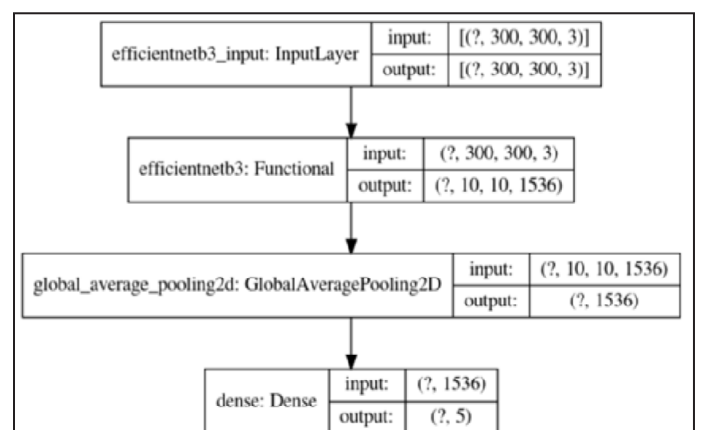 efficientnetb3_input: InputLayer
input: [(?, 300, 300, 3)]
output: [(?, 300, 300, 3)]
efficientnetb3: Functional
input: (?, 300, 300, 3)
output: (?, 10, 10, 1536)
global_average_pooling2d: GlobalAveragePooling2D
input: (?, 10, 10, 1536)
output: (?, 1536)
dense: Dense
input: (?, 1536)
output: (?, 5)